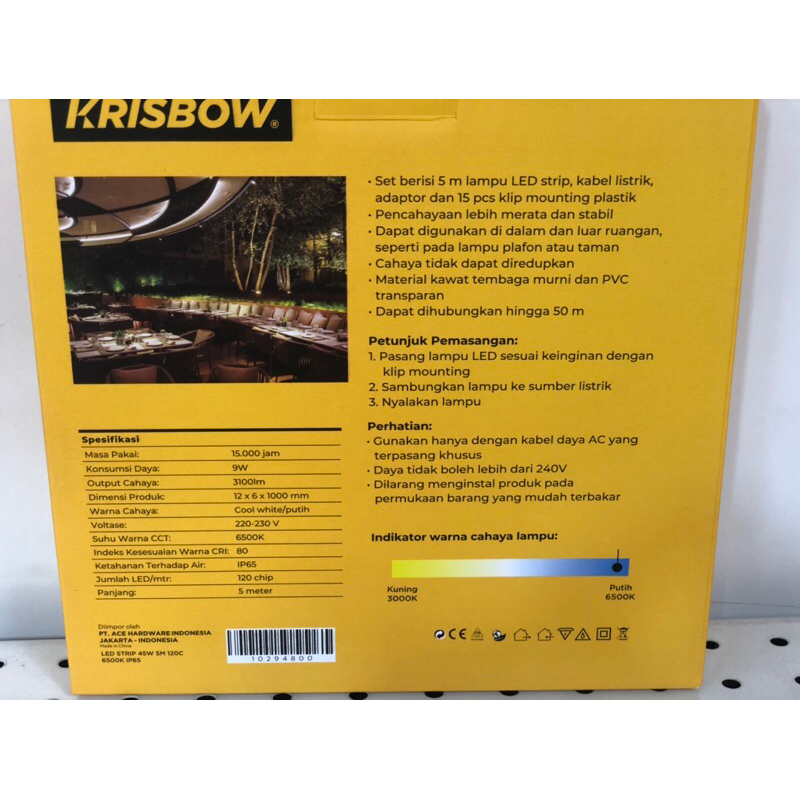 KRISBOW®
• Set berisi 5 m lampu LED strip, kabel listrik,
adaptor dan 15 pcs klip mounting plastik
• Pencahayaan lebih merata dan stabil
• Dapat digunakan di dalam dan luar ruangan,
seperti pada lampu plafon atau taman
• Cahaya tidak dapat diredupkan
• Material kawat tembaga murni dan PVC
transparan
• Dapat dihubungkan hingga 50 m
Petunjuk Pemasangan:
1. Pasang lampu LED sesuai keinginan dengan
klip mounting
2. Sambungkan lampu ke sumber listrik
3. Nyalakan lampu
Perhatian:
• Gunakan hanya dengan kabel daya AC yang
terpasang khusus
• Daya tidak boleh lebih dari 240V
• Dilarang menginstal produk pada
permukaan barang yang mudah terbakar
Spesifikasi
Masa Pakai: 15.000 jam
Konsumsi Daya: 9W
Output Cahaya: 3100lm
Dimensi Produk: 12 x 6 x 1000 mm
Warna Cahaya: Cool white/putih
Voltase: 220-230 V
Suhu Warna CCT: 6500K
Indeks Kesesuaian Warna CRI: 80
Ketahanan Terhadap Air: IP65
Jumlah LED/mtr: 120 chip
Panjang: 5 meter
Indikator warna cahaya lampu:
Kuning
3000K
Putih
6500K
Diimpor oleh
PT. ACE HARDWARE INDONESIA
JAKARTA - INDONESIA
Made in China
LED STRIP 45W 5M 120C
6500K IP65
10294800
CE